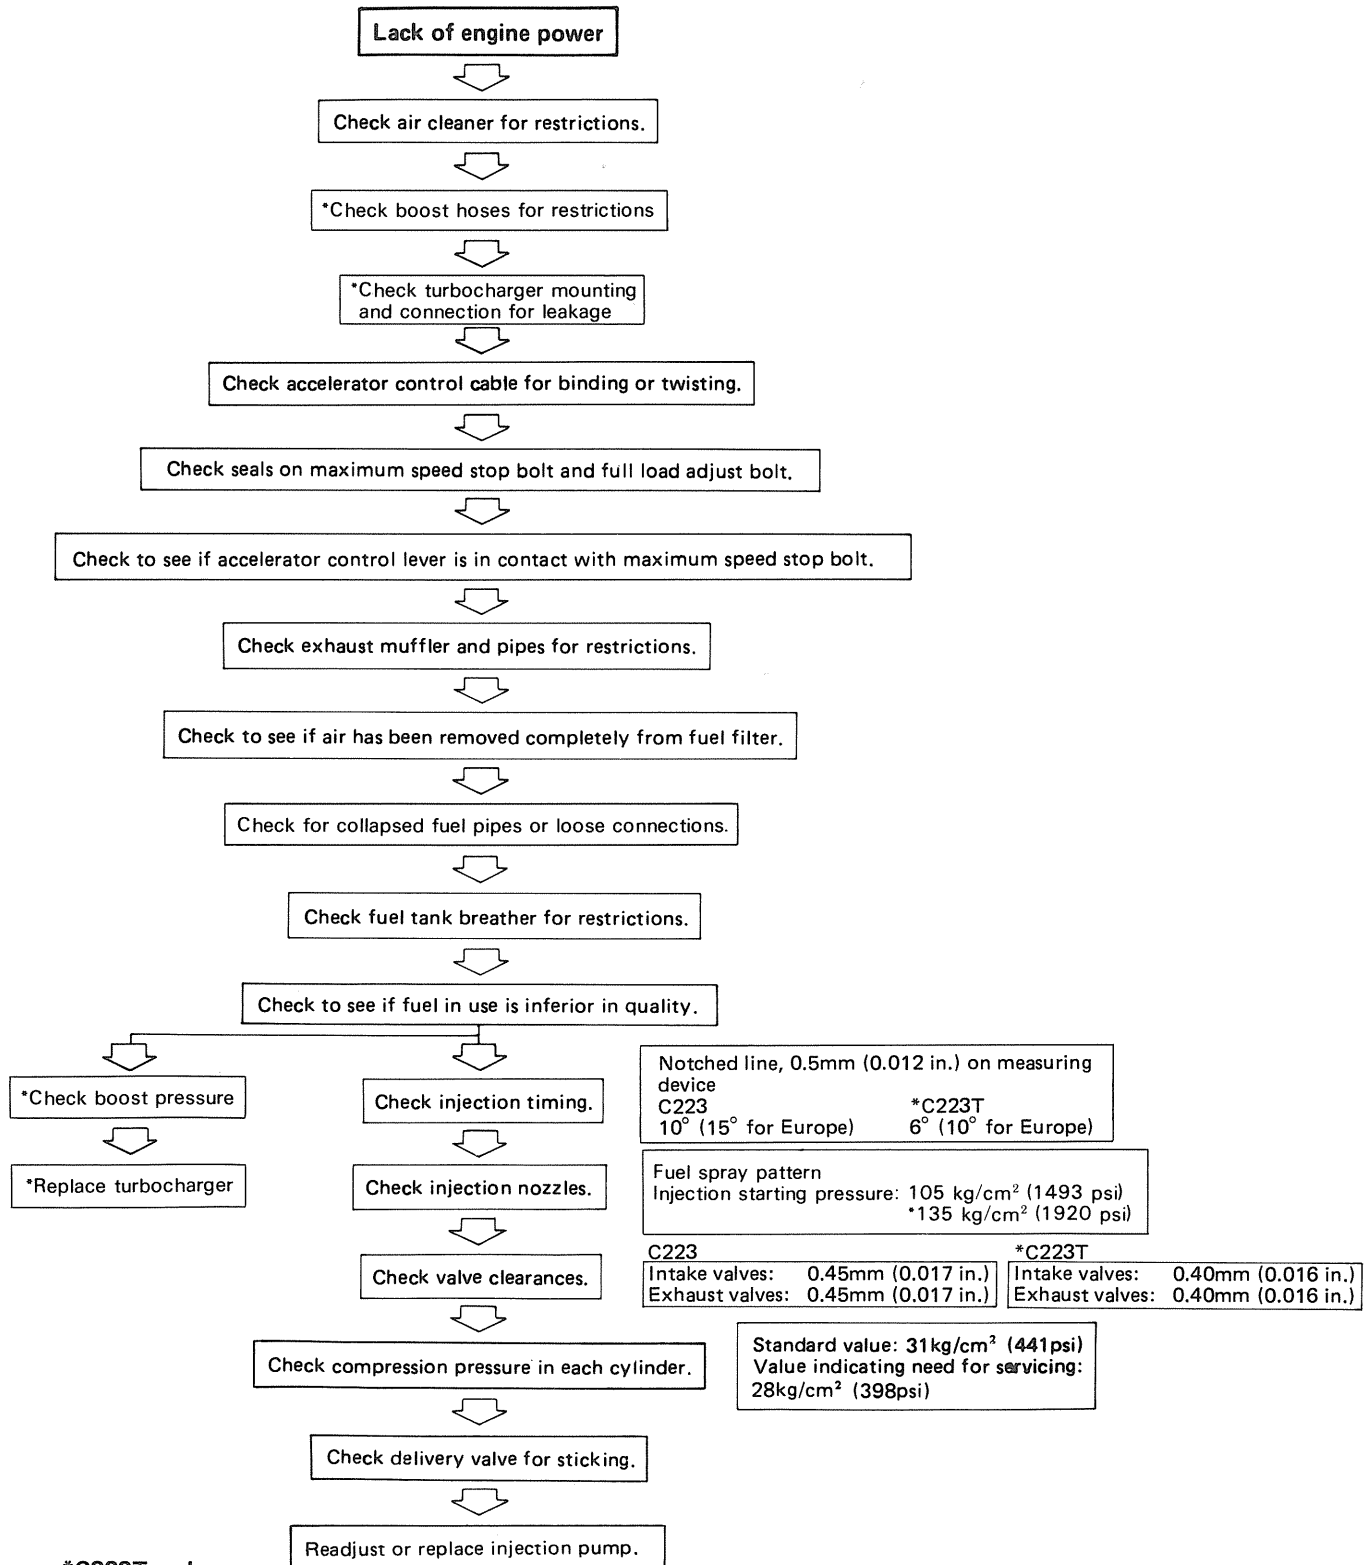 Lack of engine power
Check air cleaner for restrictions.
*Check boost hoses for restrictions
*Check turbocharger mounting
and connection for leakage
Check accelerator control cable for binding or twisting.
Check seals on maximum speed stop bolt and full load adjust bolt.
Check to see if accelerator control lever is in contact with maximum speed stop bolt.
Check exhaust muffler and pipes for restrictions.
Check to see if air has been removed completely from fuel filter.
Check for collapsed fuel pipes or loose connections.
Check fuel tank breather for restrictions.
Check to see if fuel in use is inferior in quality.
*Check boost pressure
*Replace turbocharger
Check injection timing.
Notched line, 0.5mm (0.012 in.) on measuring
device
C223 *C223T
10° (15° for Europe) 6° (10° for Europe)
Check injection nozzles.
Fuel spray pattern
Injection starting pressure: 105 kg/cm² (1493 psi)
*135 kg/cm² (1920 psi)
Check valve clearances.
C223
Intake valves: 0.45mm (0.017 in.)
Exhaust valves: 0.45mm (0.017 in.)
*C223T
Intake valves: 0.40mm (0.016 in.)
Exhaust valves: 0.40mm (0.016 in.)
Check compression pressure in each cylinder.
Standard value: 31kg/cm² (441psi)
Value indicating need for servicing:
28kg/cm² (398psi)
Check delivery valve for sticking.
Readjust or replace injection pump.